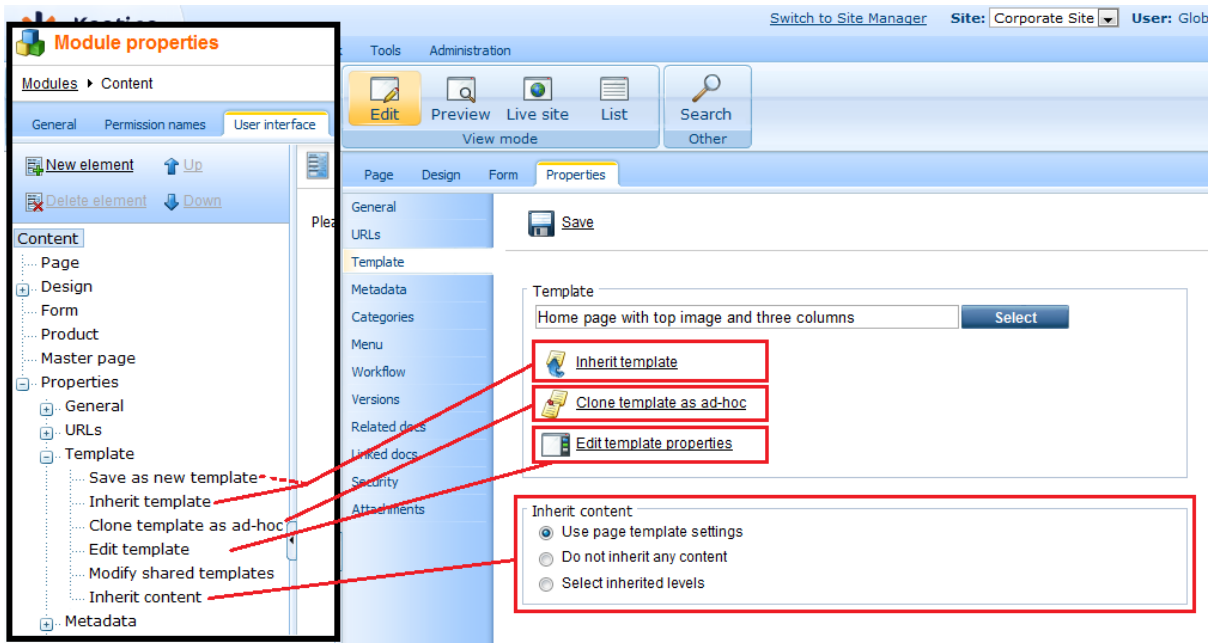 Switch to Site Manager Site: Corporate Site User: Glob
Module properties
Modules Content
General Permission names User interface
New element Up
Delete element Down
Plea
Content
Page
Design
Form
Product
Master page
Properties
General
URLs
Template
Save as new template
Inherit template
Clone template as ad-hoc
Edit template
Modify shared templates
Inherit content
Metadata
Tools Administration
Edit Preview Live site List Search
View mode Other
Page Design Form Properties
General
URLs
Template
Metadata
Categories
Menu
Workflow
Versions
Related docs
Linked docs
Security
Attachments
Save
Template
Home page with top image and three columns Select
Inherit template
Clone template as ad-hoc
Edit template properties
Inherit content
Use page template settings
Do not inherit any content
Select inherited levels